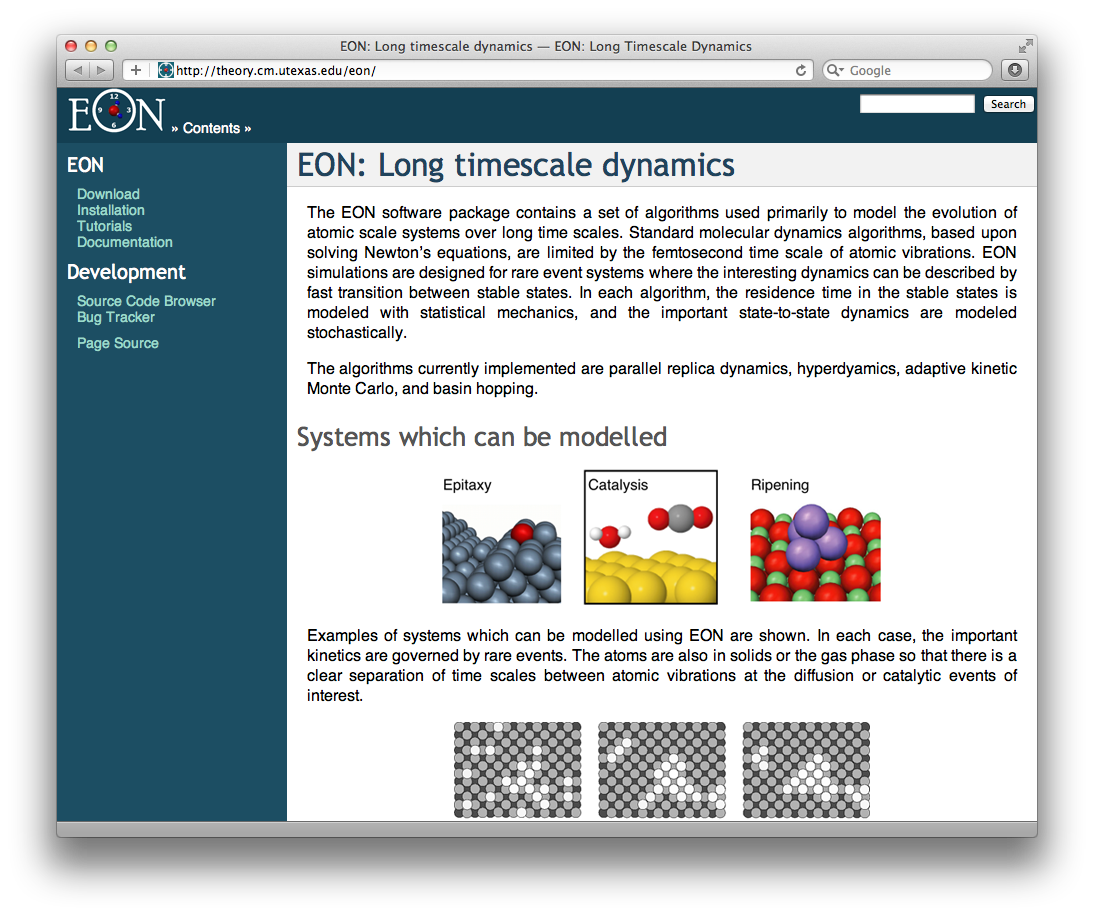 EON: Long timescale dynamics — EON: Long Timescale Dynamics
http://theory.cm.utexas.edu/eon/
Google
EON
12
3
6
9
» Contents »
Search
EON
Download
Installation
Tutorials
Documentation
Development
Source Code Browser
Bug Tracker
Page Source
EON: Long timescale dynamics
The EON software package contains a set of algorithms used primarily to model the evolution of
atomic scale systems over long time scales. Standard molecular dynamics algorithms, based upon
solving Newton's equations, are limited by the femtosecond time scale of atomic vibrations. EON
simulations are designed for rare event systems where the interesting dynamics can be described by
fast transition between stable states. In each algorithm, the residence time in the stable states is
modeled with statistical mechanics, and the important state-to-state dynamics are modeled
stochastically.
The algorithms currently implemented are parallel replica dynamics, hyperdyamics, adaptive kinetic
Monte Carlo, and basin hopping.
Systems which can be modelled
Epitaxy
Catalysis
Ripening
Examples of systems which can be modelled using EON are shown. In each case, the important
kinetics are governed by rare events. The atoms are also in solids or the gas phase so that there is a
clear separation of time scales between atomic vibrations at the diffusion or catalytic events of
interest.